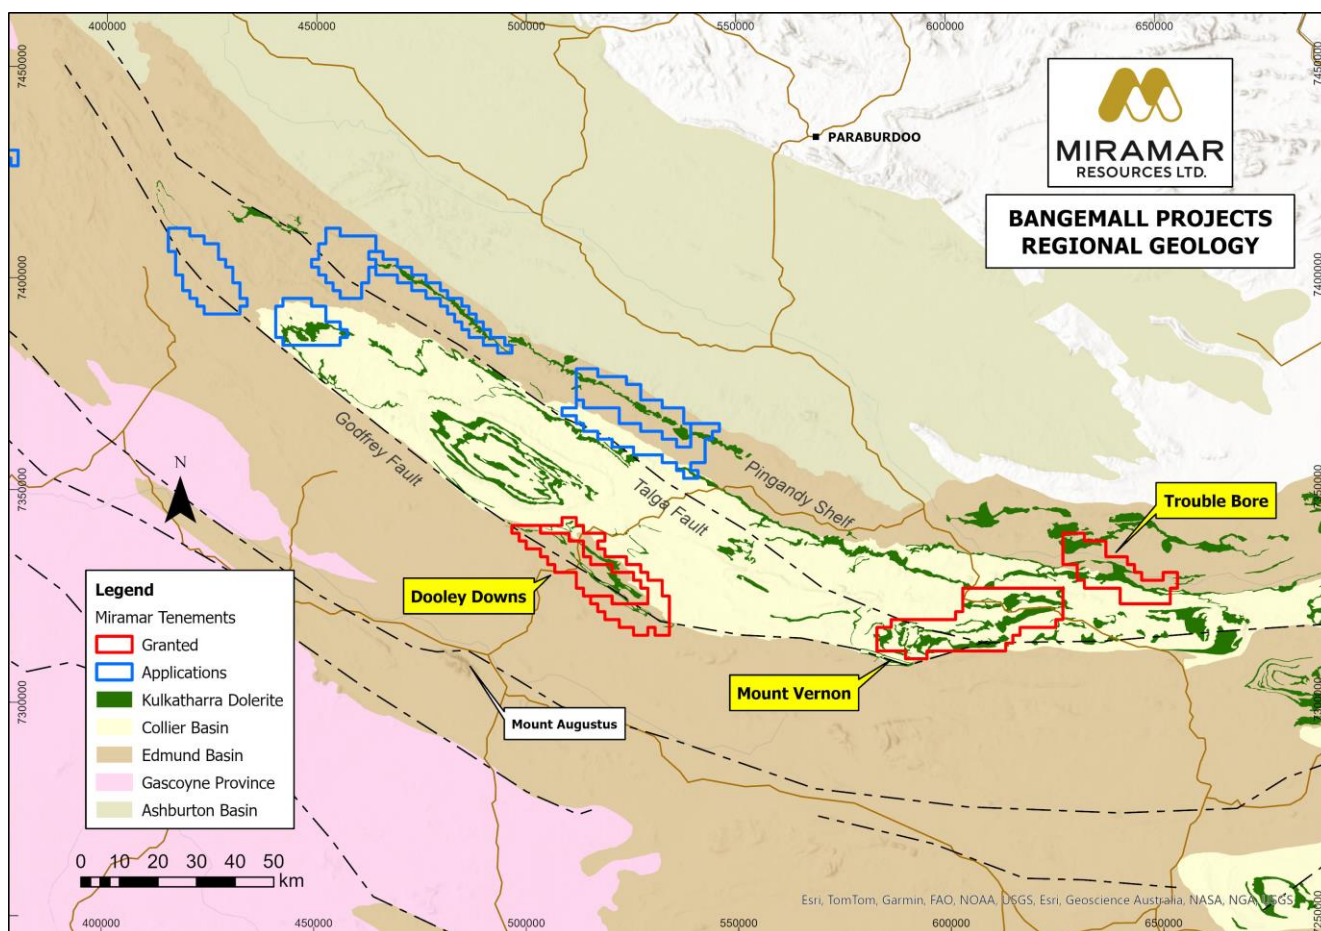 400000
450000
500000
550000
600000
650000
7450000
7450000
PARABURDOO
MIRAMAR
RESOURCES LTD.
BANGEMALL PROJECTS
REGIONAL GEOLOGY
7400000
7400000
Godfrey Fault
Talga Fault
Pingandy Shelf
N
7350000
Trouble Bore
Dooley Downs
Mount Vernon
Mount Augustus
7300000
Legend
Miramar Tenements
Granted
Applications
Kulkatharra Dolerite
Collier Basin
Edmund Basin
Gascoyne Province
Ashburton Basin
0 10 20 30 40 50
km
Esri, TomTom, Garmin, FAO, NOAA, USGS, Esri, Geoscience Australia, NASA, NGA, USGS
400000
450000
500000
550000
600000
650000